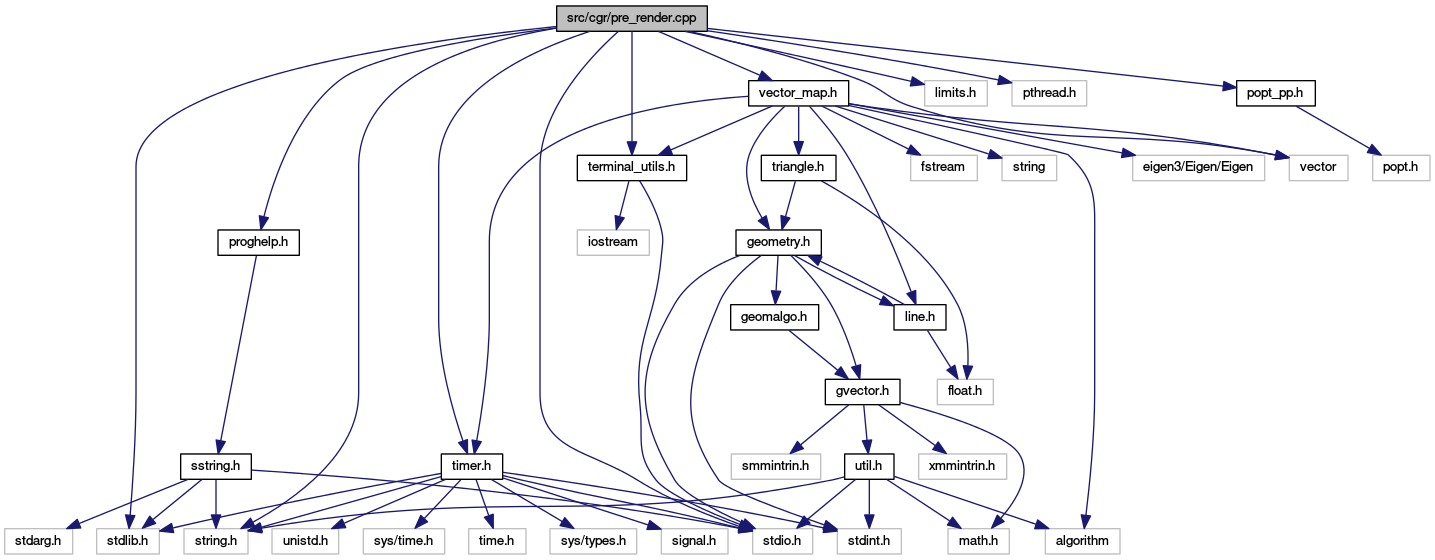 src/cgr/pre_render.cpp
vector_map.h
limits.h
pthread.h
popt_pp.h
terminal_utils.h
triangle.h
fstream
string
eigen3/Eigen/Eigen
vector
popt.h
proghelp.h
iostream
geometry.h
geomalgo.h
line.h
gvector.h
float.h
sstring.h
timer.h
smmintrin.h
util.h
xmmintrin.h
stdarg.h
stdlib.h
string.h
unistd.h
sys/time.h
time.h
sys/types.h
signal.h
stdio.h
stdint.h
math.h
algorithm